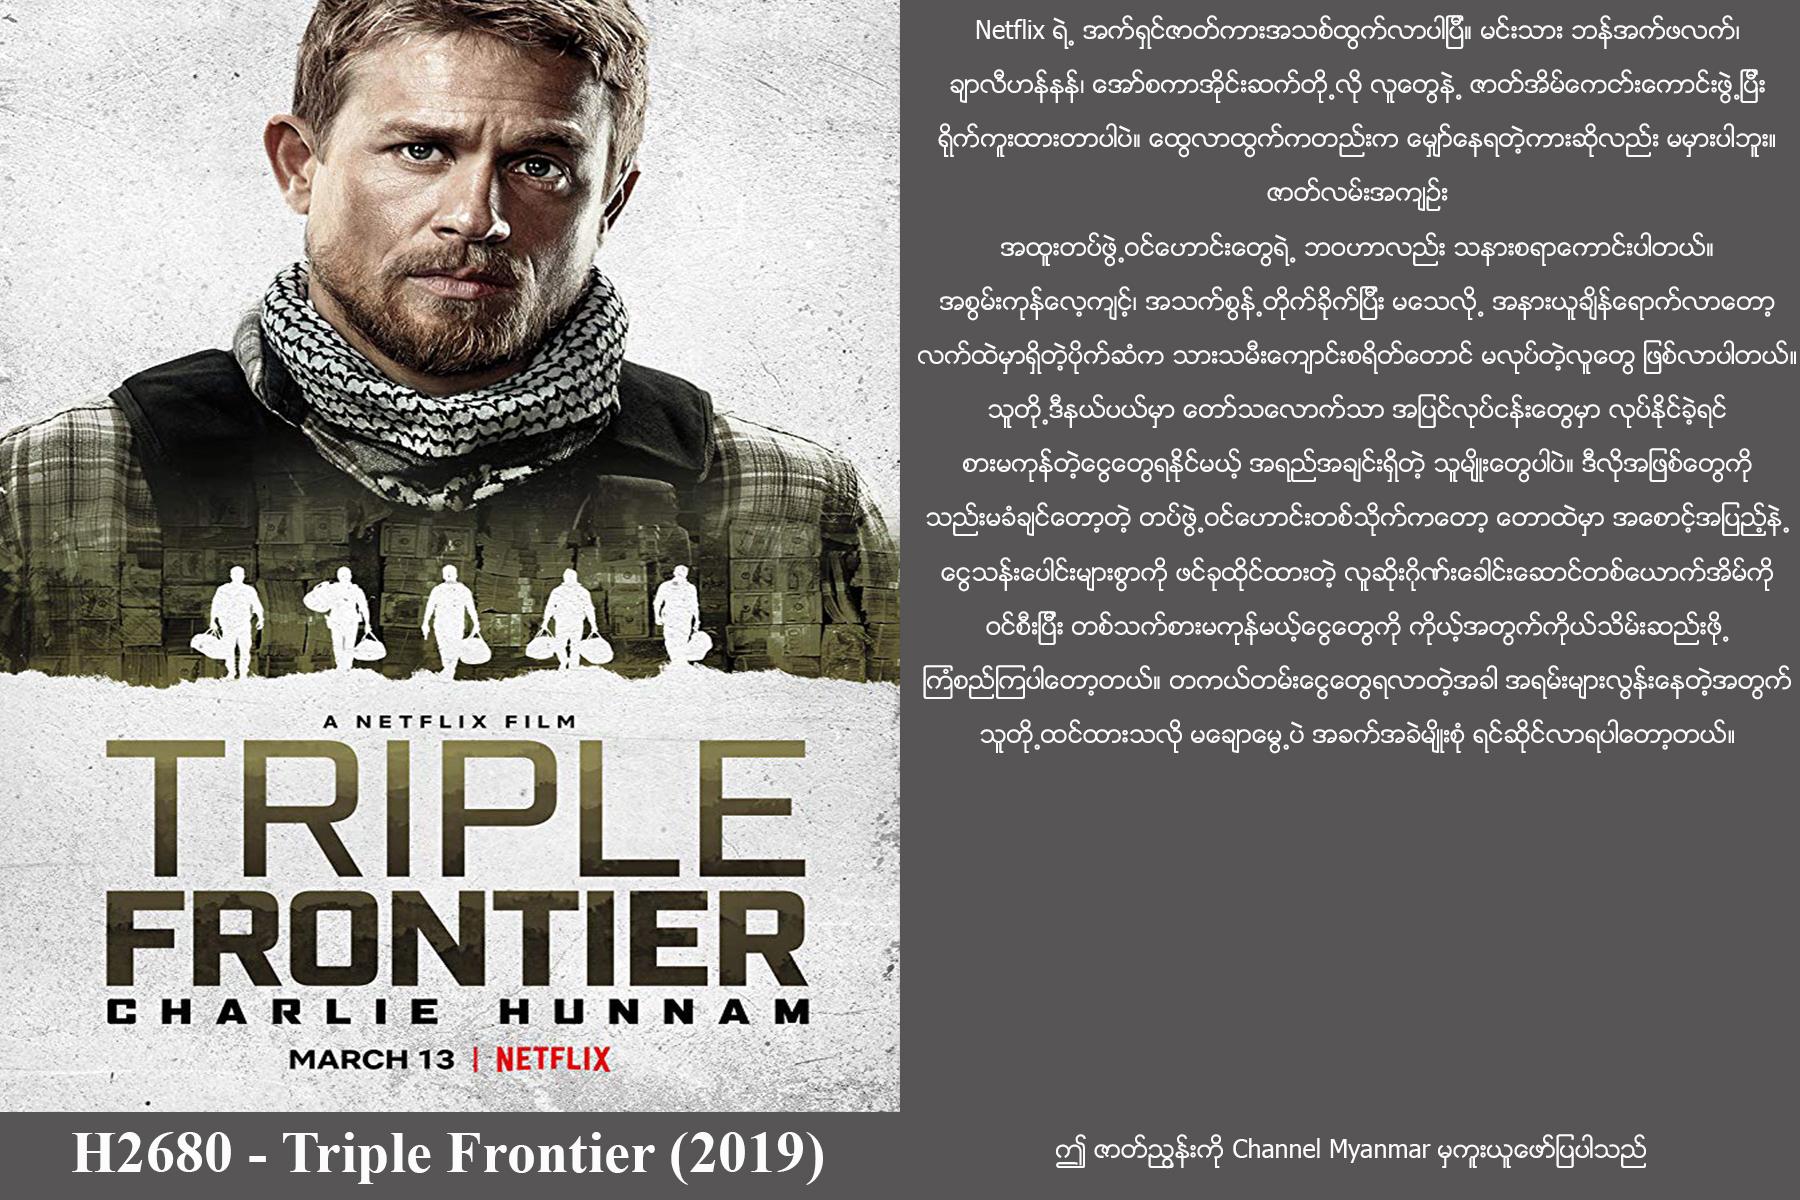 A NETFLIX FILM
TRIPLE
FRONTIER
CHARLIE HUNNAM
MARCH 13 | NETFLIX
H2680 - Triple Frontier (2019)
Netflix ရဲ့ အက်ရှင်ဇာတ်ကားအသစ်ထွက်လာပါပြီ။ မင်းသား ဘန်အက်ဖလက်၊
ချာလီဟန်နန်၊ အော်စကာအိုင်းဆက်တို့လို လူတွေနဲ့ ဇာတ်အိမ်ကောင်းကောင်းဖွဲ့ပြီး
ရိုက်ကူးထားတာပါပဲ။ ထွေလာထွက်ကတည်းက မျှော်နေရတဲ့ကားဆိုလည်း မမှားပါဘူး။
ဇာတ်လမ်းအကျဉ်း
အထူးတပ်ဖွဲ့ဝင်ဟောင်းတွေရဲ့ ဘဝဟာလည်း သနားစရာကောင်းပါတယ်။
အစွမ်းကုန်လေ့ကျင့်၊ အသက်စွန့်တိုက်ခိုက်ပြီး မသေလို့ အနားယူချိန်ရောက်လာတော့
လက်ထဲမှာရှိတဲ့ပိုက်ဆံက သားသမီးကျောင်းစရိတ်တောင် မလုပ်တဲ့လူတွေ ဖြစ်လာပါတယ်။
သူတို့ဒီနယ်ပယ်မှာ တော်သလောက်သာ အပြင်လုပ်ငန်းတွေမှာ လုပ်နိုင်ခဲ့ရင်
စားမကုန်တဲ့ငွေတွေရနိုင်မယ့် အရည်အချင်းရှိတဲ့ သူမျိုးတွေပါပဲ။ ဒီလိုအဖြစ်တွေကို
သည်းမခံချင်တော့တဲ့ တပ်ဖွဲ့ဝင်ဟောင်းတစ်သိုက်ကတော့ တောထဲမှာ အစောင့်အပြည့်နဲ့
ငွေသန်းပေါင်းများစွာကို ဖင်ခုထိုင်ထားတဲ့ လူဆိုးဂိုဏ်းခေါင်းဆောင်တစ်ယောက်အိမ်ကို
ဝင်စီးပြီး တစ်သက်စားမကုန်မယ့်ငွေတွေကို ကိုယ့်အတွက်ကိုယ်သိမ်းဆည်းဖို့
ကြံစည်ကြပါတော့တယ်။ တကယ်တမ်းငွေတွေရလာတဲ့အခါ အရမ်းများလွန်းနေတဲ့အတွက်
သူတို့ထင်ထားသလို မချောမွေ့ပဲ အခက်အခဲမျိုးစုံ ရင်ဆိုင်လာရပါတော့တယ်။
ဤ ဇာတ်ညွှန်းကို Channel Myanmar မှကူးယူဖော်ပြပါသည်